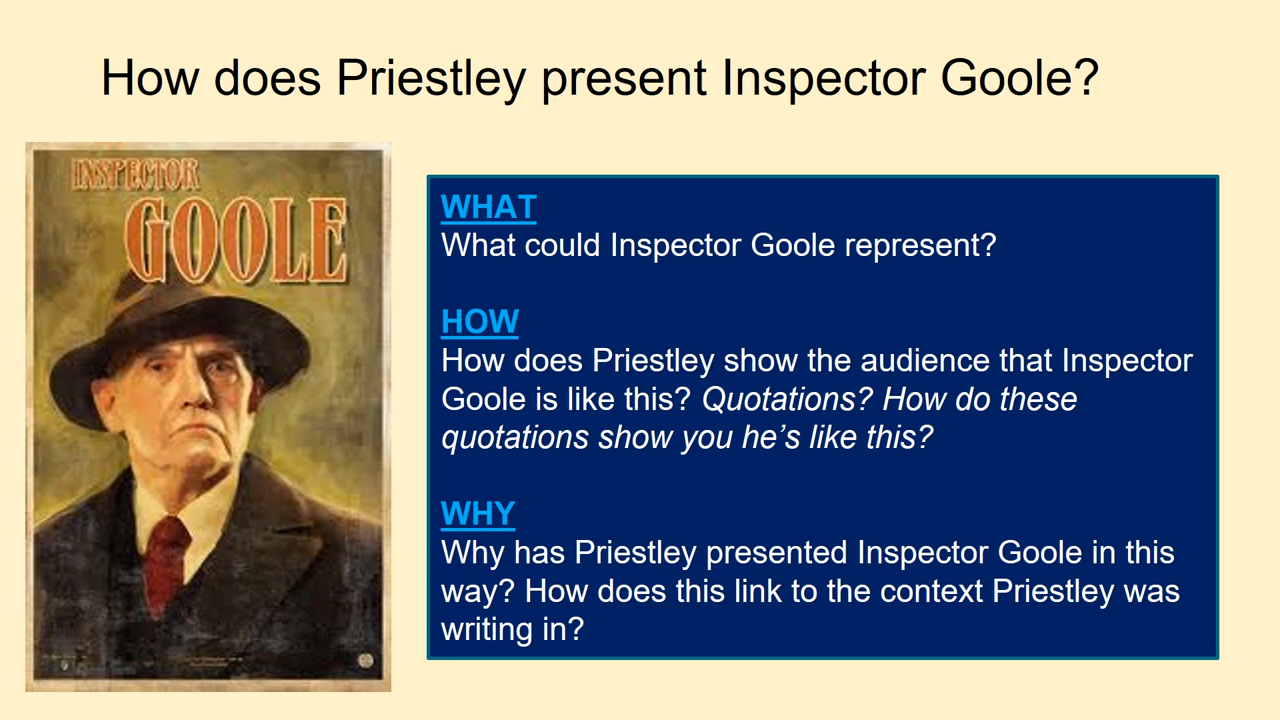 How does Priestley present Inspector Goole?
INSPECTOR
GOOLE
WHAT
What could Inspector Goole represent?
HOW
How does Priestley show the audience that Inspector
Goole is like this? Quotations? How do these
quotations show you he’s like this?
WHY
Why has Priestley presented Inspector Goole in this
way? How does this link to the context Priestley was
writing in?